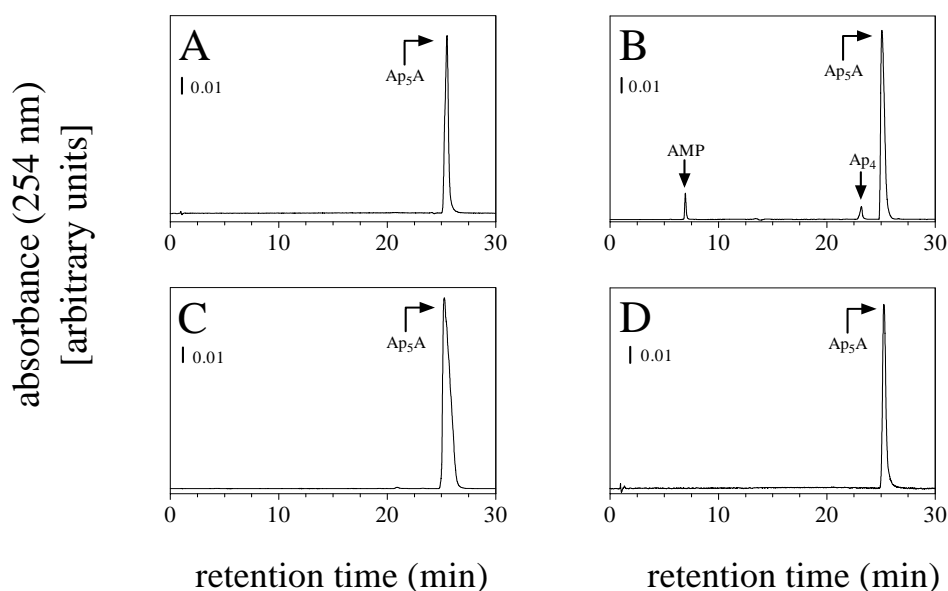 absorbance (254 nm)
[arbitrary units]
A
Ap₅A
0.01
0 10 20 30
B
Ap₅A
0.01
AMP
Ap₄
0 10 20 30
C
Ap₅A
0.01
0 10 20 30
D
Ap₅A
0.01
0 10 20 30
retention time (min)
retention time (min)